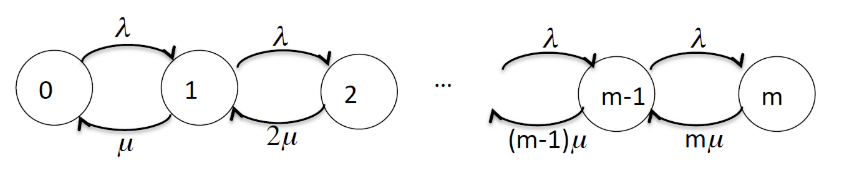 λ λ λ λ
0 1 2 ... m-1 m
μ 2μ (m-1)μ mμ